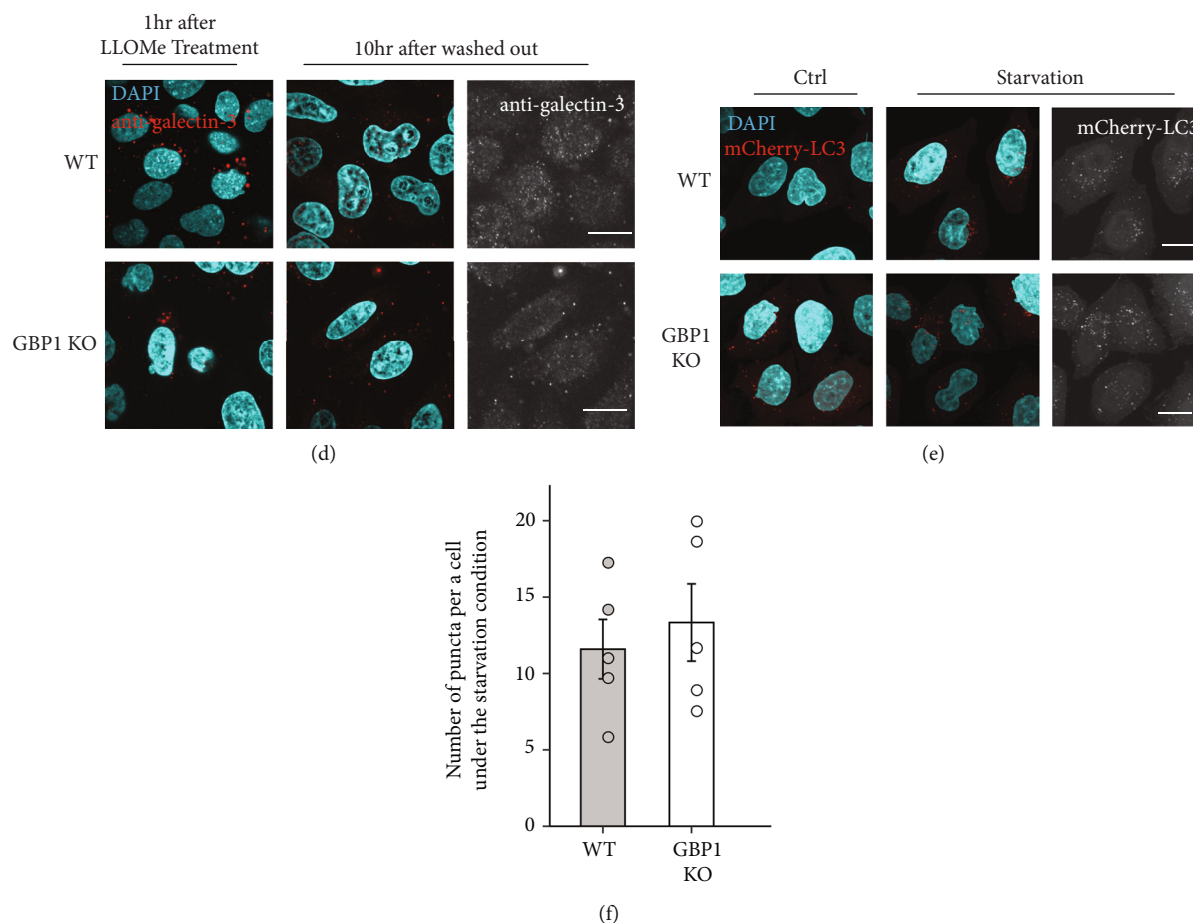 1hr after
LLOMe Treatment
10hr after washed out
DAPI
anti-galectin-3
anti-galectin-3
WT
GBP1 KO
(d)
Ctrl
Starvation
DAPI
mCherry-LC3
mCherry-LC3
WT
GBP1
KO
(e)
Number of puncta per a cell
under the starvation condition
20
15
10
5
0
WT
GBP1
KO
(f)